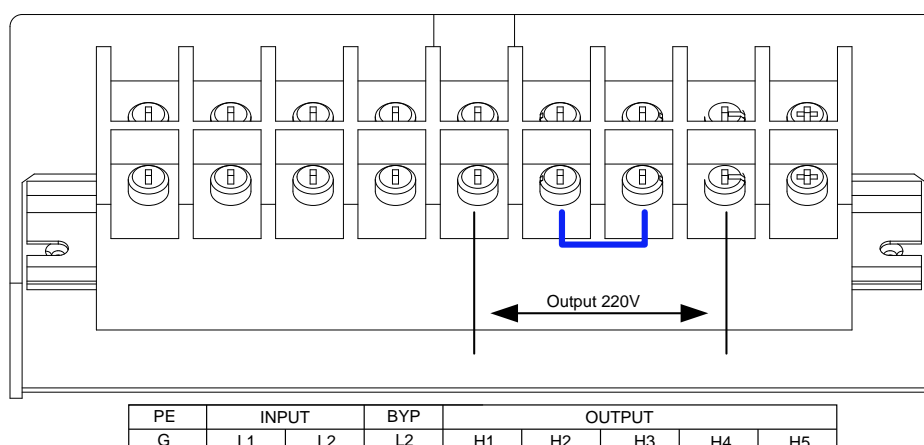 Output 220V
PE INPUT BYP OUTPUT
G L1 L2 L2 H1 H2 H3 H4 H5